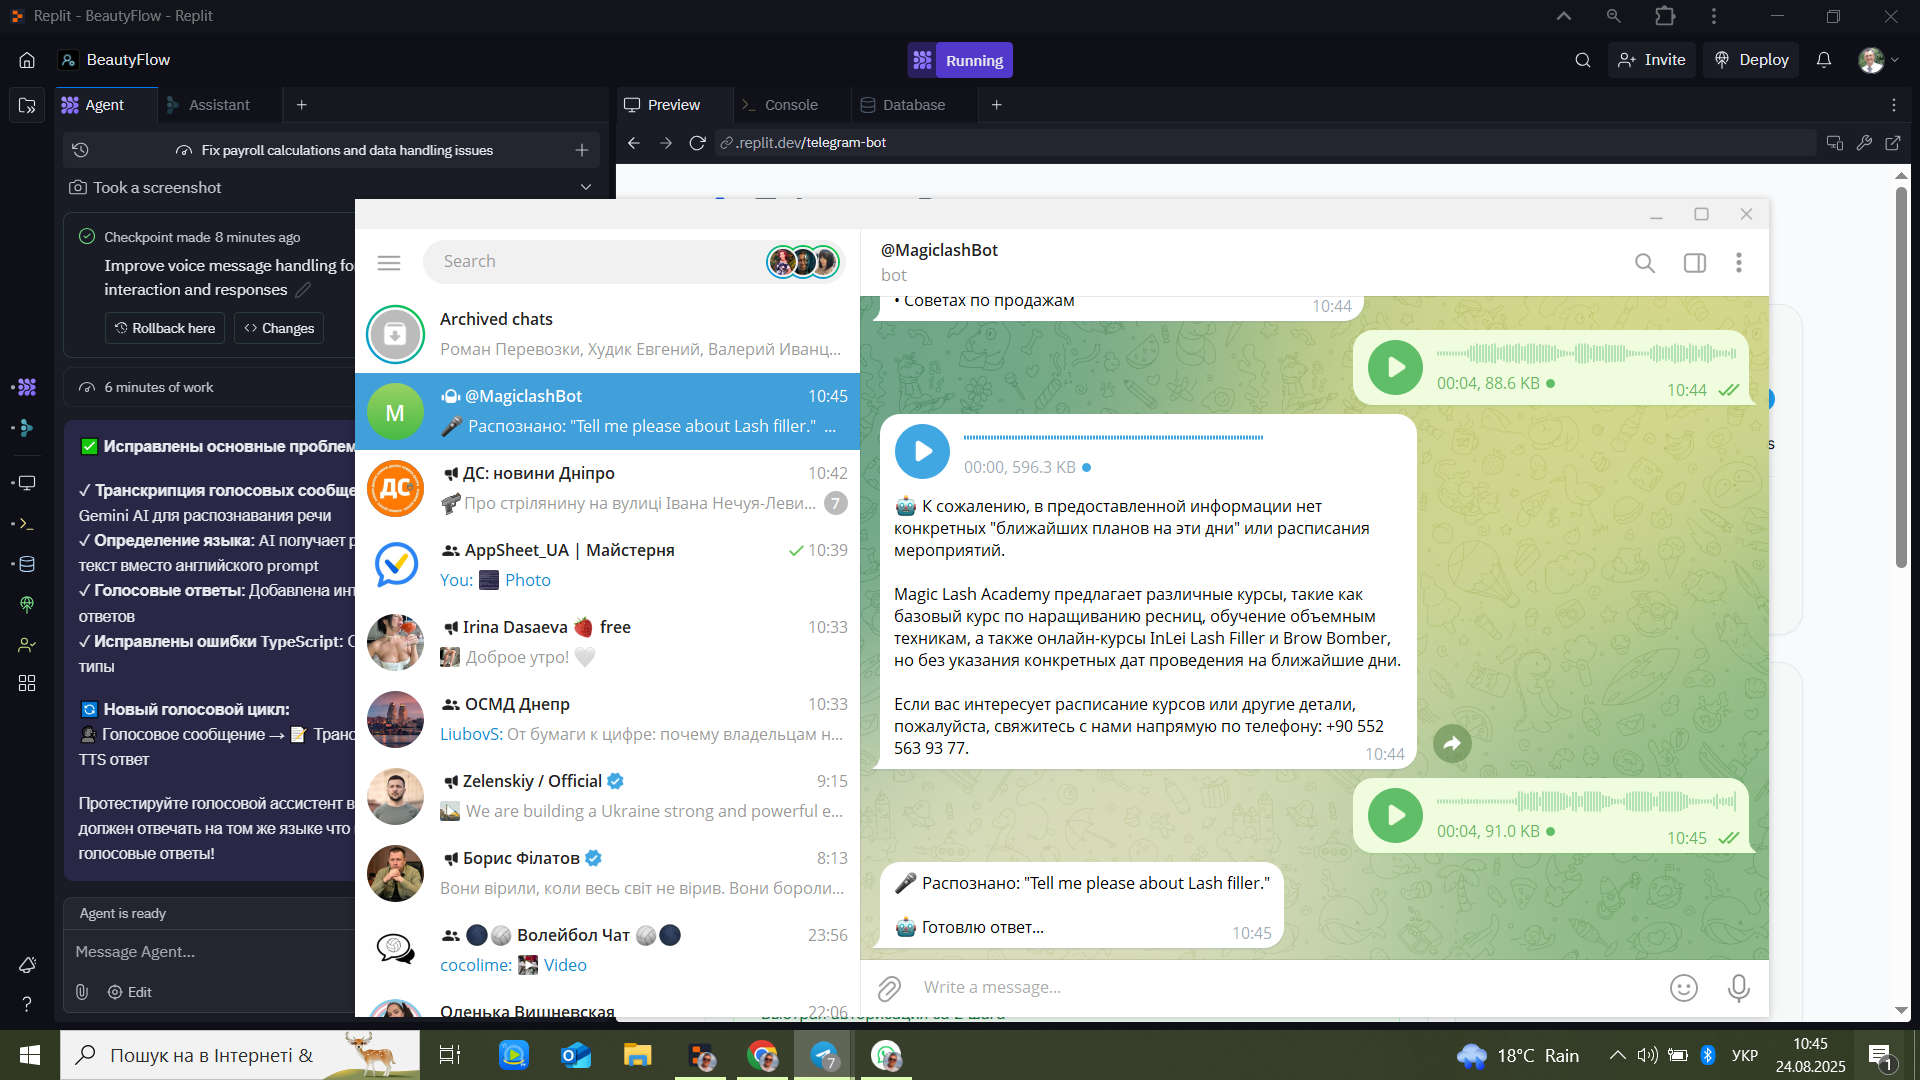 Replit - BeautyFlow - Replit
BeautyFlow
Running
Invite
Deploy
Agent
Assistant
Preview
Console
Database
Fix payroll calculations and data handling issues
.replit.dev/telegram-bot
Took a screenshot
Checkpoint made 8 minutes ago
Improve voice message handling fo
interaction and responses
Rollback here
Changes
6 minutes of work
✅ Исправлены основные проблем
✓ Транскрипция голосовых сообще
Gemini AI для распознавания речи
✓ Определение языка: AI получает р
текст вместо английского prompt
✓ Голосовые ответы: Добавлена инт
ответов
✓ Исправлены ошибки TypeScript: С
типы
🔄 Новый голосовой цикл:
Голосовое сообщение → 📝 Транс
TTS ответ
Протестируйте голосовой ассистент в
должен отвечать на том же языке что
голосовые ответы!
Agent is ready
Message Agent...
Edit
Search
Archived chats
Роман Перевозки, Худик Евгений, Валерий Иванц...
M
@MagiclashBot
10:45
🎤 Распознано: "Tell me please about Lash filler." ...
ДС
ДС: новини Дніпро
10:42
Про стрілянину на вулиці Івана Нечуя-Леви...
7
AppSheet_UA | Майстерня
10:39
You: Photo
Irina Dasaeva 🍓 free
10:33
Доброе утро! 🤍
ОСМД Днепр
10:33
LiubovS: От бумаги к цифре: почему владельцам н...
Zelenskiy / Official
9:15
We are building a Ukraine strong and powerful e...
Борис Філатов
8:13
Вони вірили, коли весь світ не вірив. Вони бороли...
🌑🏐 Волейбол Чат 🏐🌑
23:56
cocolime: Video
Оленька Вишневская
22:06
@MagiclashBot
bot
• Советах по продажам
10:44
00:04, 88.6 KB
10:44
00:00, 596.3 KB
🤖 К сожалению, в предоставленной информации нет
конкретных "ближайших планов на эти дни" или расписания
мероприятий.
Magic Lash Academy предлагает различные курсы, такие как
базовый курс по наращиванию ресниц, обучение объемным
техникам, а также онлайн-курсы InLei Lash Filler и Brow Bomber,
но без указания конкретных дат проведения на ближайшие дни.
Если вас интересует расписание курсов или другие детали,
пожалуйста, свяжитесь с нами напрямую по телефону: +90 552
563 93 77.
10:44
00:04, 91.0 KB
10:45
🎤 Распознано: "Tell me please about Lash filler."
🤖 Готовлю ответ...
10:45
Write a message...
s
Пошук на в Інтернеті &
7
18°C Rain
УКР
10:45
24.08.2025
1